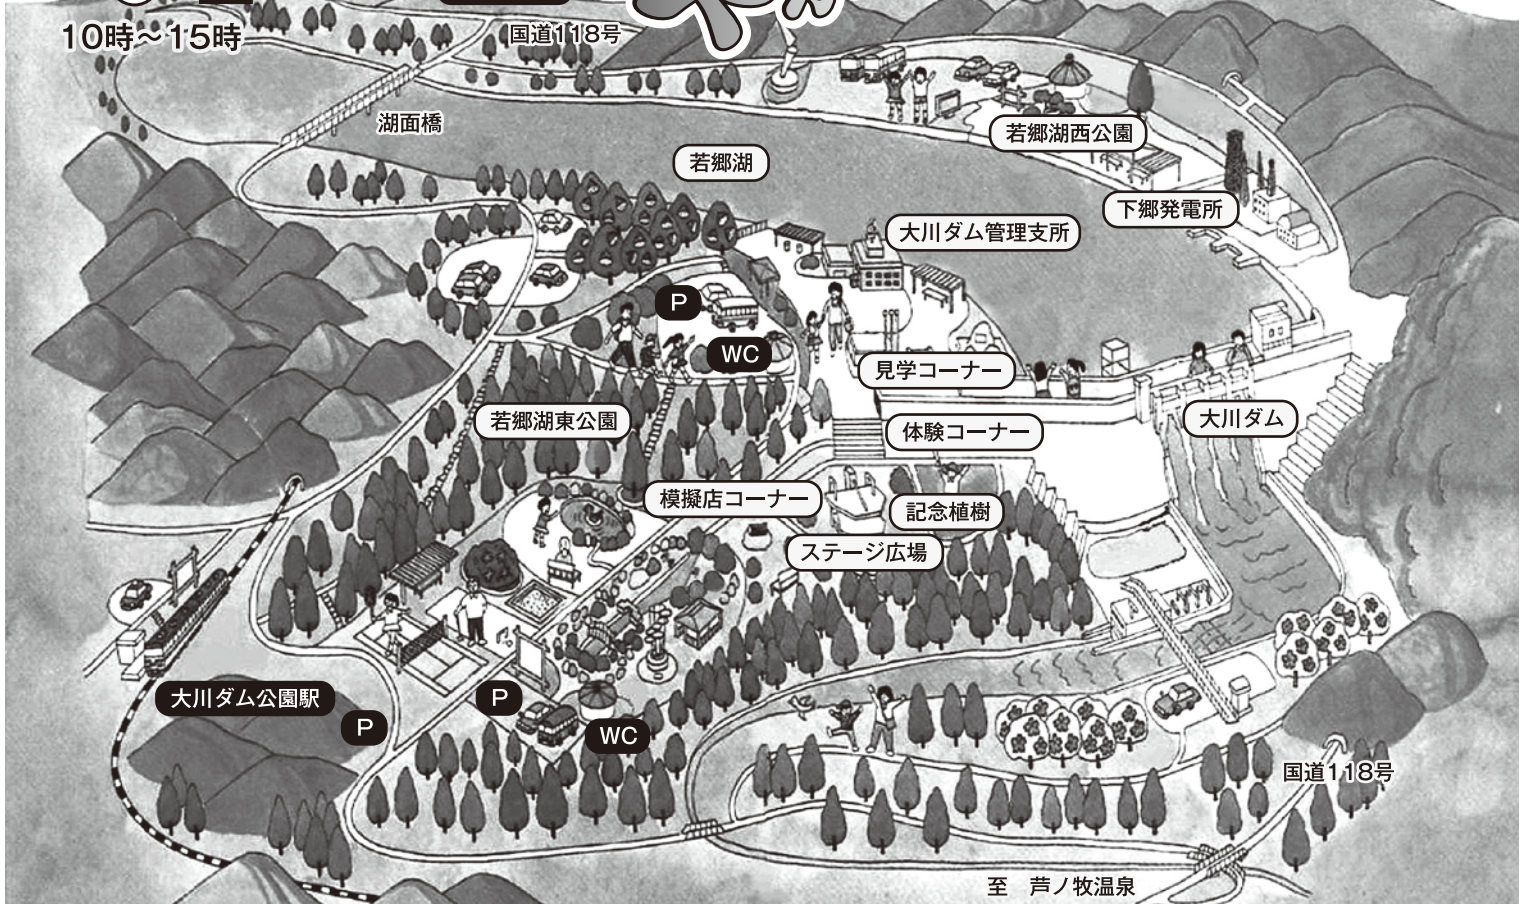 10時～15時
国道118号
湖面橋
若郷湖西公園
若郷湖
下郷発電所
大川ダム管理支所
P
WC
見学コーナー
若郷湖東公園
体験コーナー
大川ダム
模擬店コーナー
記念植樹
ステージ広場
大川ダム公園駅
P
P
WC
国道118号
至 芦ノ牧温泉